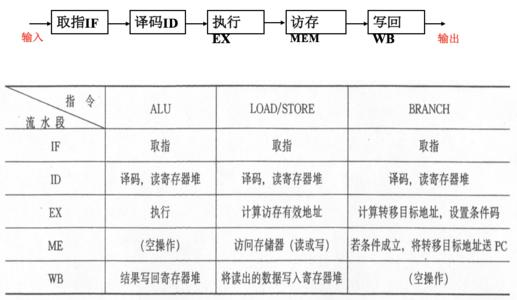 取指IF 译码ID 执行 访存 写回
输入 EX MEM WB 输出
指令 ALU LOAD/STORE BRANCH
流水段
IF 取指 取指 取指
ID 译码，读寄存器堆 译码，读寄存器堆 译码，读寄存器堆
EX 执行 计算访存有效地址 计算转移目标地址，设置条件码
ME （空操作） 访问存储器（读或写） 若条件成立，将转移目标地址送 PC
WB 结果写回寄存器堆 将读出的数据写入寄存器堆 （空操作）